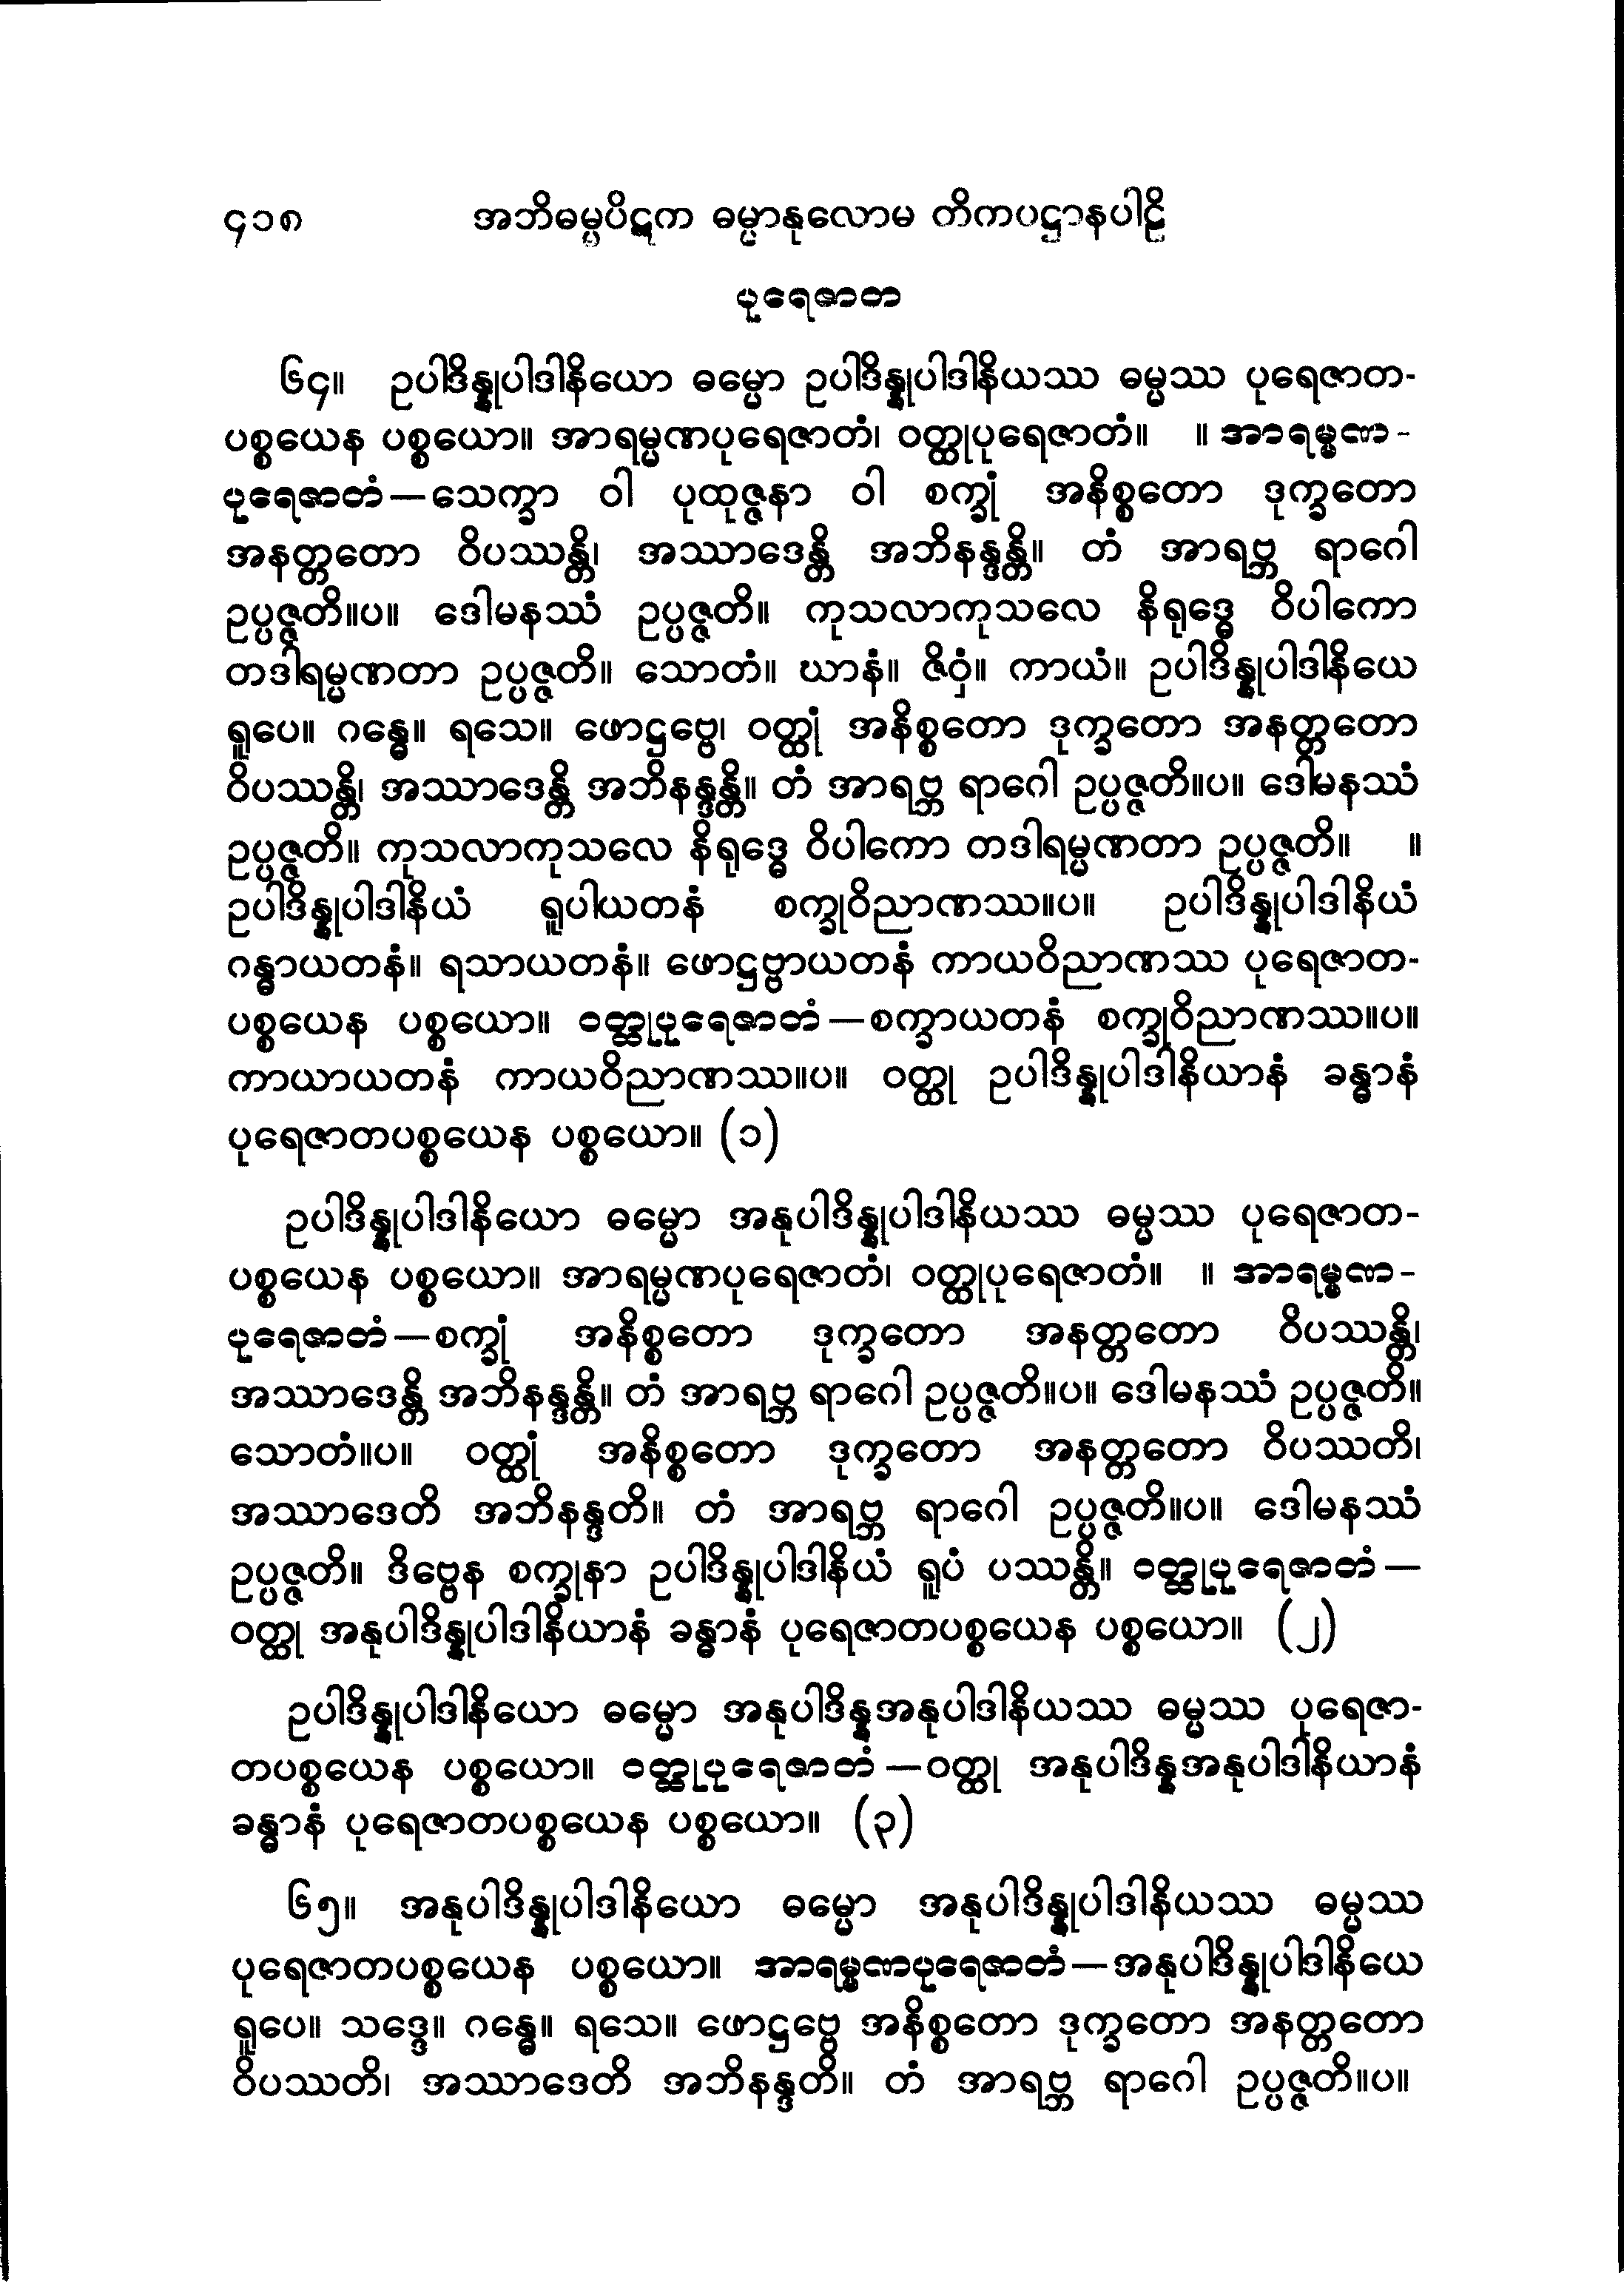 ၄၁၈ အဘိဓမ္မပိဋက ဓမ္မာနုလောမ တိကပဋ္ဌာနပါဠိ
ပုရေဇာတ
၆၄။ ဥပါဒိန္နုပါဒါနိယော ဓမ္မော ဥပါဒိန္နုပါဒါနိယဿ ဓမ္မဿ ပုရေဇာတ-
ပစ္စယေန ပစ္စယော။ အာရမ္မဏပုရေဇာတံ၊ ဝတ္ထုပုရေဇာတံ။ ။ အာရမ္မဏ-
ပုရေဇာတံ—သေက္ခာ ဝါ ပုထုဇ္ဇနာ ဝါ စက္ခုံ အနိစ္စတော ဒုက္ခတော
အနတ္တတော ဝိပဿန္တိ၊ အဿာဒေန္တိ အဘိနန္ဒန္တိ။ တံ အာရဗ္ဘ ရာဂေါ
ဥပ္ပဇ္ဇတိ။ပ။ ဒေါမနဿံ ဥပ္ပဇ္ဇတိ။ ကုသလာကုသလေ နိရုဒ္ဓေ ဝိပါကော
တဒါရမ္မဏတာ ဥပ္ပဇ္ဇတိ။ သောတံ။ ဃာနံ။ ဇိဝှံ။ ကာယံ။ ဥပါဒိန္နုပါဒါနိယေ
ရူပေ။ ဂန္ဓေ။ ရသေ။ ဖောဋ္ဌဗ္ဗေ၊ ဝတ္ထုံ အနိစ္စတော ဒုက္ခတော အနတ္တတော
ဝိပဿန္တိ၊ အဿာဒေန္တိ အဘိနန္ဒန္တိ။ တံ အာရဗ္ဘ ရာဂေါ ဥပ္ပဇ္ဇတိ။ပ။ ဒေါမနဿံ
ဥပ္ပဇ္ဇတိ။ ကုသလာကုသလေ နိရုဒ္ဓေ ဝိပါကော တဒါရမ္မဏတာ ဥပ္ပဇ္ဇတိ။ ။
ဥပါဒိန္နုပါဒါနိယံ ရူပါယတနံ စက္ခုဝိညာဏဿ။ပ။ ဥပါဒိန္နုပါဒါနိယံ
ဂန္ဓာယတနံ။ ရသာယတနံ။ ဖောဋ္ဌဗ္ဗာယတနံ ကာယဝိညာဏဿ ပုရေဇာတ-
ပစ္စယေန ပစ္စယော။ ဝတ္ထုပုရေဇာတံ—စက္ခာယတနံ စက္ခုဝိညာဏဿ။ပ။
ကာယာယတနံ ကာယဝိညာဏဿ။ပ။ ဝတ္ထု ဥပါဒိန္နုပါဒါနိယာနံ ခန္ဓာနံ
ပုရေဇာတပစ္စယေန ပစ္စယော။ (၁)
ဥပါဒိန္နုပါဒါနိယော ဓမ္မော အနုပါဒိန္နုပါဒါနိယဿ ဓမ္မဿ ပုရေဇာတ-
ပစ္စယေန ပစ္စယော။ အာရမ္မဏပုရေဇာတံ၊ ဝတ္ထုပုရေဇာတံ။ ။ အာရမ္မဏ-
ပုရေဇာတံ—စက္ခုံ အနိစ္စတော ဒုက္ခတော အနတ္တတော ဝိပဿန္တိ၊
အဿာဒေန္တိ အဘိနန္ဒန္တိ။ တံ အာရဗ္ဘ ရာဂေါ ဥပ္ပဇ္ဇတိ။ပ။ ဒေါမနဿံ ဥပ္ပဇ္ဇတိ။
သောတံ။ပ။ ဝတ္ထုံ အနိစ္စတော ဒုက္ခတော အနတ္တတော ဝိပဿတိ၊
အဿာဒေတိ အဘိနန္ဒတိ။ တံ အာရဗ္ဘ ရာဂေါ ဥပ္ပဇ္ဇတိ။ပ။ ဒေါမနဿံ
ဥပ္ပဇ္ဇတိ။ ဒိဗ္ဗေန စက္ခုနာ ဥပါဒိန္နုပါဒါနိယံ ရူပံ ပဿန္တိ။ ဝတ္ထုပုရေဇာတံ—
ဝတ္ထု အနုပါဒိန္နုပါဒါနိယာနံ ခန္ဓာနံ ပုရေဇာတပစ္စယေန ပစ္စယော။ (၂)
ဥပါဒိန္နုပါဒါနိယော ဓမ္မော အနုပါဒိန္နအနုပါဒါနိယဿ ဓမ္မဿ ပုရေဇာ-
တပစ္စယေန ပစ္စယော။ ဝတ္ထုပုရေဇာတံ—ဝတ္ထု အနုပါဒိန္နအနုပါဒါနိယာနံ
ခန္ဓာနံ ပုရေဇာတပစ္စယေန ပစ္စယော။ (၃)
၆၅။ အနုပါဒိန္နုပါဒါနိယော ဓမ္မော အနုပါဒိန္နုပါဒါနိယဿ ဓမ္မဿ
ပုရေဇာတပစ္စယေန ပစ္စယော။ အာရမ္မဏပုရေဇာတံ—အနုပါဒိန္နုပါဒါနိယေ
ရူပေ။ သဒ္ဒေ။ ဂန္ဓေ။ ရသေ။ ဖောဋ္ဌဗ္ဗေ အနိစ္စတော ဒုက္ခတော အနတ္တတော
ဝိပဿတိ၊ အဿာဒေတိ အဘိနန္ဒတိ။ တံ အာရဗ္ဘ ရာဂေါ ဥပ္ပဇ္ဇတိ။ပ။